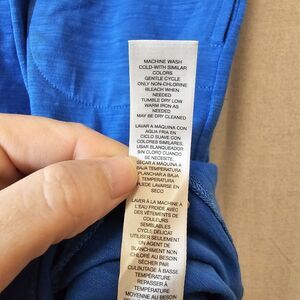 MACHINE WASH
COLD-WITH SIMILAR
COLORS
GENTLE CYCLE
ONLY NON-CHLORINE
BLEACH WHEN
NEEDED
TUMBLE DRY LOW
WARM IRON AS
NEEDED
MAY BE DRY CLEANED
LAVAR A MAQUINA CON
AGUA FRIA EN
CICLO SUAVE CON
COLORES SIMILARES.
USAR BLANQUEADOR
SIN CLORO CUANDO
SE NECESITE.
SECAR A MAQUINA A
BAJA TEMPERATURA
PLANCHAR A BAJA
TEMPERATURA
PUEDE LAVARSE EN
SECO
LAVER À LA MACHINE À
L'EAU FROIDE AVEC
DES VÊTEMENTS DE
COULEURS
SEMBLABLES
CYCLE DÉLICAT
UTILISER SEULEMENT
UN AGENT DE
BLANCHIMENT NON
CHLORÉ AU BESOIN
SÉCHER PAR
CULBUTAGE À BASSE
TEMPÉRATURE
REPASSER À
TEMPÉRATURE
MOYENNE AU BESOIN